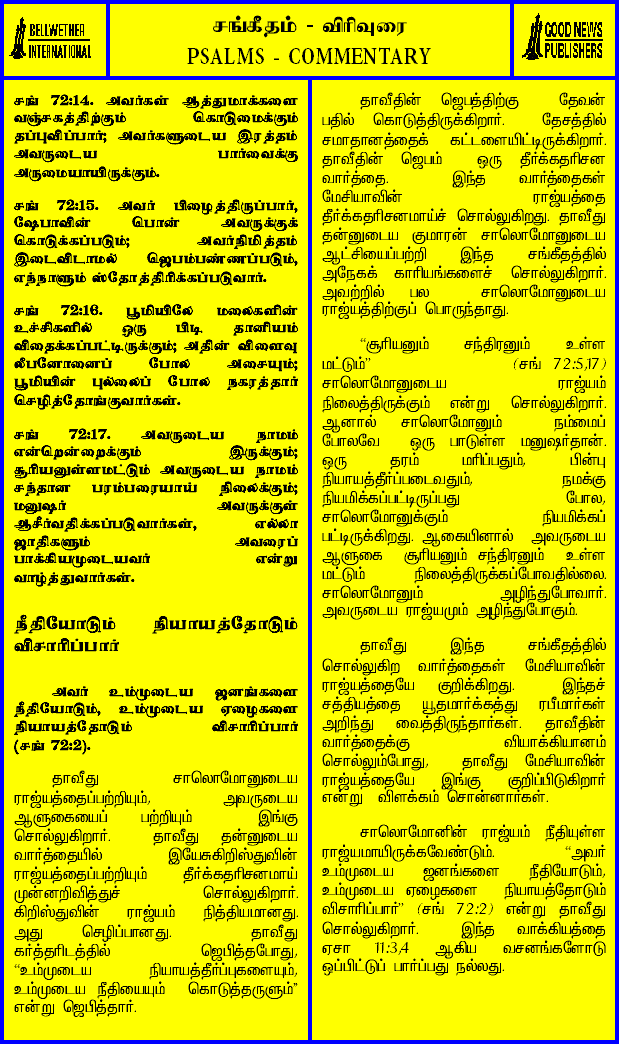 BELLWETHER
INTERNATIONAL
சங்கீதம் - விரிவுரை
PSALMS - COMMENTARY
GOOD NEWS
PUBLISHERS
சங் 72:14. அவர்கள் ஆத்துமாக்களை
வஞ்சகத்திற்கும் கொடுமைக்கும்
தப்புவிப்பார்; அவர்களுடைய இரத்தம்
அவருடைய பார்வைக்கு
அருமையாயிருக்கும்.
சங் 72:15. அவர் பிழைத்திருப்பார்,
ஷேபாவின் பொன் அவருக்குக்
கொடுக்கப்படும்; அவர்நிமித்தம்
இடைவிடாமல் ஜெபம்பண்ணப்படும்,
எந்நாளும் ஸ்தோத்திரிக்கப்படுவார்.
சங் 72:16. பூமியிலே மலைகளின்
உச்சிகளில் ஒரு பிடி தானியம்
விதைக்கப்பட்டிருக்கும்; அதின் விளைவு
லீபனோனைப் போல அசையும்;
பூமியின் புல்லைப் போல் நகரத்தார்
செழித்தோங்குவார்கள்.
சங் 72:17. அவருடைய நாமம்
என்றென்றைக்கும் இருக்கும்;
சூரியனுள்ளமட்டும் அவருடைய நாமம்
சந்தான பரம்பரையாய் நிலைக்கும்;
மனுஷர் அவருக்குள்
ஆசீர்வதிக்கப்படுவார்கள், எல்லா
ஜாதிகளும் அவரைப்
பாக்கியமுடையவர் என்று
வாழ்த்துவார்கள்.
நீதியோடும் நியாயத்தோடும்
விசாரிப்பார்
அவர் உம்முடைய ஜனங்களை
நீதியோடும், உம்முடைய ஏழைகளை
நியாயத்தோடும் விசாரிப்பார்
(சங் 72:2).
தாவீது சாலொமோனுடைய
ராஜ்யத்தைப்பற்றியும், அவருடைய
ஆளுகையைப் பற்றியும் இங்கு
சொல்லுகிறார். தாவீது தன்னுடைய
வார்த்தையில் இயேசுகிறிஸ்துவின்
ராஜ்யத்தைப்பற்றியும் தீர்க்கதரிசனமாய்
முன்னறிவித்துச் சொல்லுகிறார்.
கிறிஸ்துவின் ராஜ்யம் நித்தியமானது.
அது செழிப்பானது. தாவீது
கர்த்தரிடத்தில் ஜெபித்தபோது,
"உம்முடைய நியாயத்தீர்ப்புகளையும்,
உம்முடைய நீதியையும் கொடுத்தருளும்"
என்று ஜெபித்தார்.
தாவீதின் ஜெபத்திற்கு தேவன்
பதில் கொடுத்திருக்கிறார். தேசத்தில்
சமாதானத்தைக் கட்டளையிட்டிருக்கிறார்.
தாவீதின் ஜெபம் ஒரு தீர்க்கதரிசன
வார்த்தை. இந்த வார்த்தைகள்
மேசியாவின் ராஜ்யத்தை
தீர்க்கதரிசனமாய்ச் சொல்லுகிறது. தாவீது
தன்னுடைய குமாரன் சாலொமோனுடைய
ஆட்சியைப்பற்றி இந்த சங்கீதத்தில்
அநேகக் காரியங்களைச் சொல்லுகிறார்.
அவற்றில் பல சாலொமோனுடைய
ராஜ்யத்திற்குப் பொருந்தாது.
"சூரியனும் சந்திரனும் உள்ள
மட்டும்" (சங் 72:5,17)
சாலொமோனுடைய ராஜ்யம்
நிலைத்திருக்கும் என்று சொல்லுகிறார்.
ஆனால் சாலொமோனும் நம்மைப்
போலவே ஒரு பாடுள்ள மனுஷர்தான்.
ஒரு தரம் மரிப்பதும், பின்பு
நியாயத்தீர்ப்படைவதும், நமக்கு
நியமிக்கப்பட்டிருப்பது போல,
சாலொமோனுக்கும் நியமிக்கப்
பட்டிருக்கிறது. ஆகையினால் அவருடைய
ஆளுகை சூரியனும் சந்திரனும் உள்ள
மட்டும் நிலைத்திருக்கப்போவதில்லை.
சாலொமோனும் அழிந்துபோவார்.
அவருடைய ராஜ்யமும் அழிந்துபோகும்.
தாவீது இந்த சங்கீதத்தில்
சொல்லுகிற வார்த்தைகள் மேசியாவின்
ராஜ்யத்தையே குறிக்கிறது. இந்தச்
சத்தியத்தை யூதமார்க்கத்து ரபீமார்கள்
அறிந்து வைத்திருந்தார்கள். தாவீதின்
வார்த்தைக்கு வியாக்கியானம்
சொல்லும்போது, தாவீது மேசியாவின்
ராஜ்யத்தையே இங்கு குறிப்பிடுகிறார்
என்று விளக்கம் சொன்னார்கள்.
சாலொமோனின் ராஜ்யம் நீதியுள்ள
ராஜ்யமாயிருக்கவேண்டும். "அவர்
உம்முடைய ஜனங்களை நீதியோடும்,
உம்முடைய ஏழைகளை நியாயத்தோடும்
விசாரிப்பார்" (சங் 72:2) என்று தாவீது
சொல்லுகிறார். இந்த வாக்கியத்தை
ஏசா 11:3,4 ஆகிய வசனங்களோடு
ஒப்பிட்டுப் பார்ப்பது நல்லது.